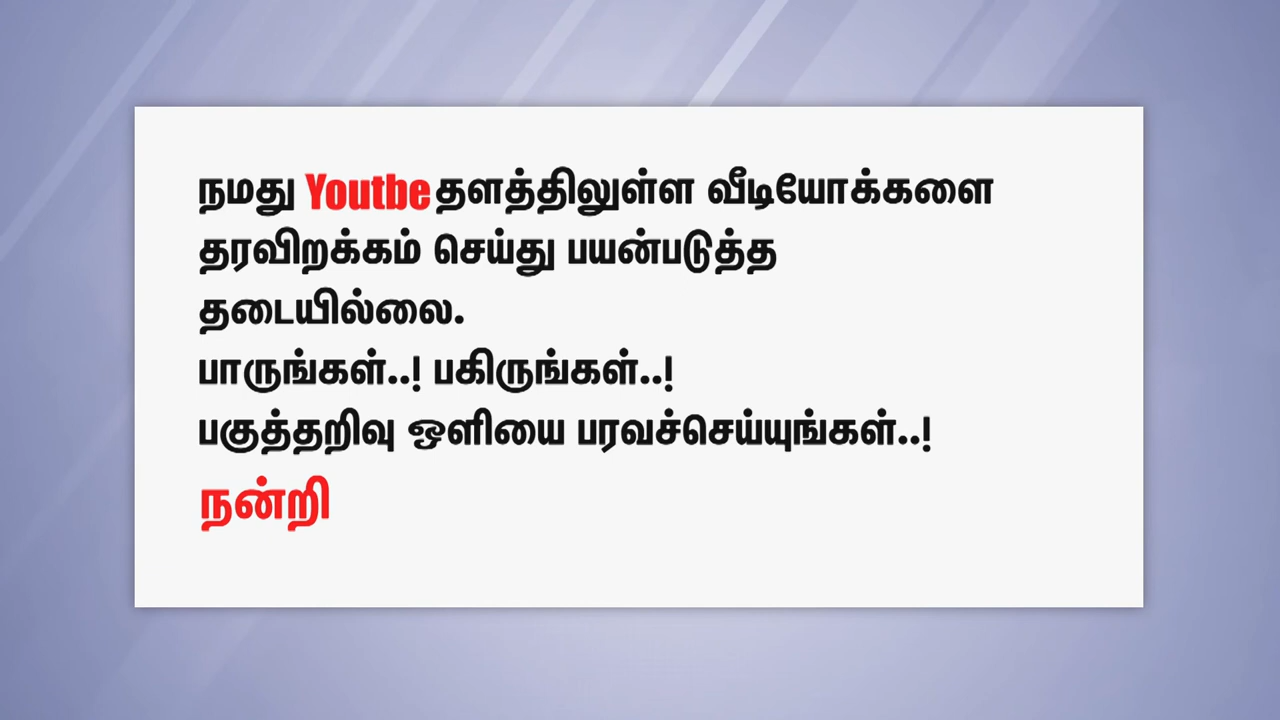 நமது Youtbe தளத்திலுள்ள வீடியோக்களை
தரவிறக்கம் செய்து பயன்படுத்த
தடையில்லை.
பாருங்கள்..! பகிருங்கள்..!
பகுத்தறிவு ஒளியை பரவச்செய்யுங்கள்..!
நன்றி